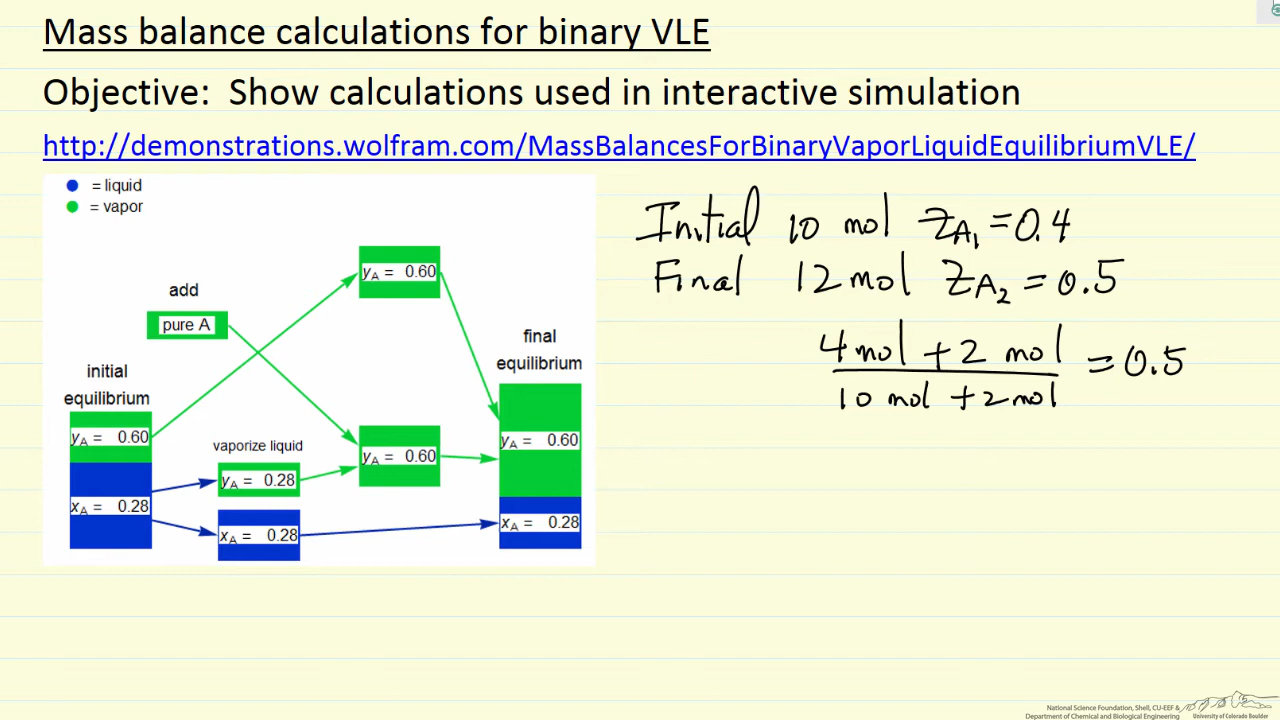 Mass balance calculations for binary VLE
Objective: Show calculations used in interactive simulation
http://demonstrations.wolfram.com/MassBalancesForBinaryVaporLiquidEquilibriumVLE/
= liquid
= vapor
add
pure A
initial
equilibrium
yA = 0.60
xA = 0.28
vaporize liquid
yA = 0.28
xA = 0.28
yA = 0.60
yA = 0.60
final
equilibrium
yA = 0.60
xA = 0.28
Initial 10 mol ZA1 = 0.4
Final 12 mol ZA2 = 0.5
4 mol + 2 mol
10 mol + 2 mol
= 0.5
National Science Foundation, Shell, CU-EEF &
Department of Chemical and Biological Engineering
University of Colorado Boulder